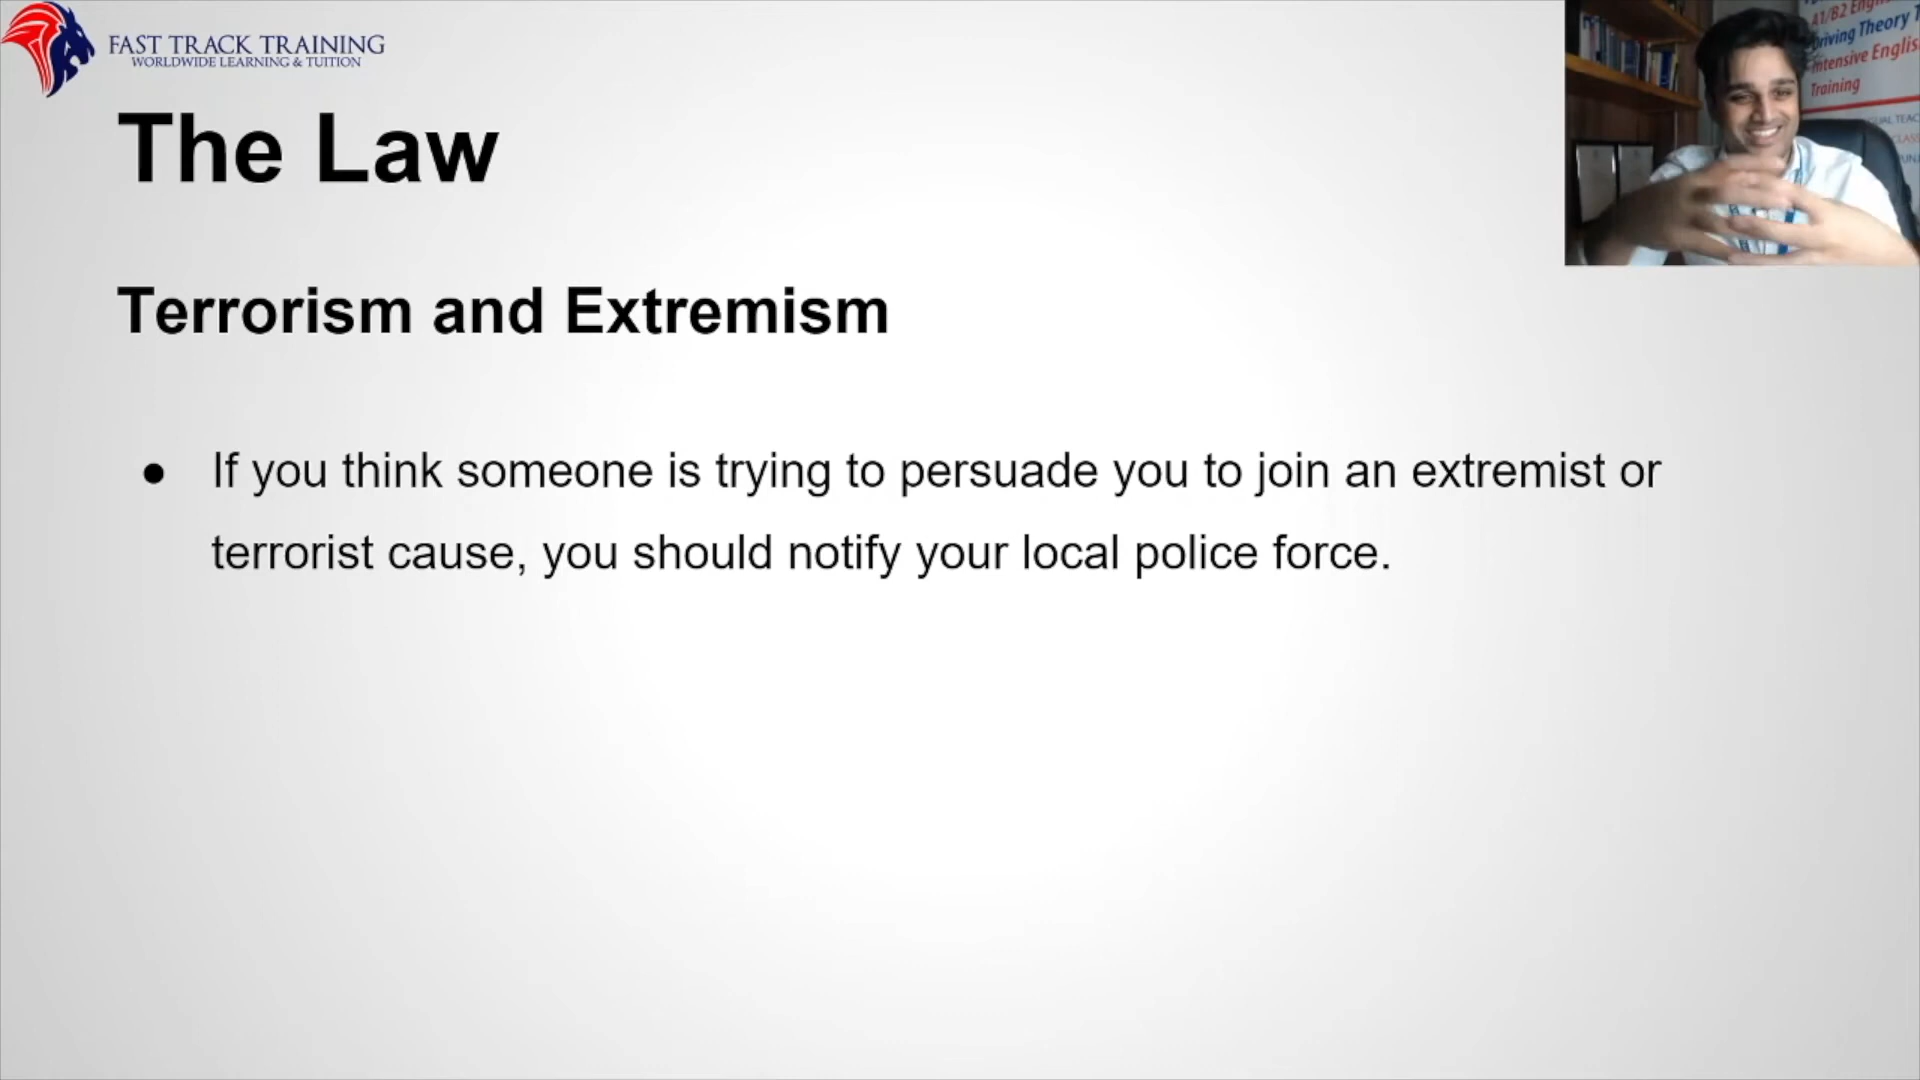 FAST TRACK TRAINING
WORLDWIDE LEARNING & TUITION
The Law
Terrorism and Extremism
● If you think someone is trying to persuade you to join an extremist or
terrorist cause, you should notify your local police force.
A1/B2
Driving Theory
Intensive English
Training